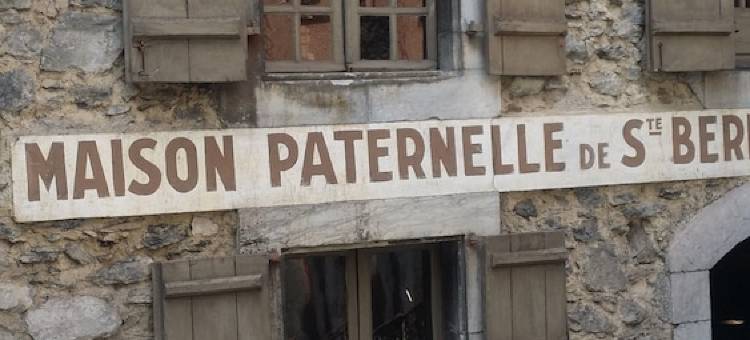 MAISON PATERNELLE DE STE